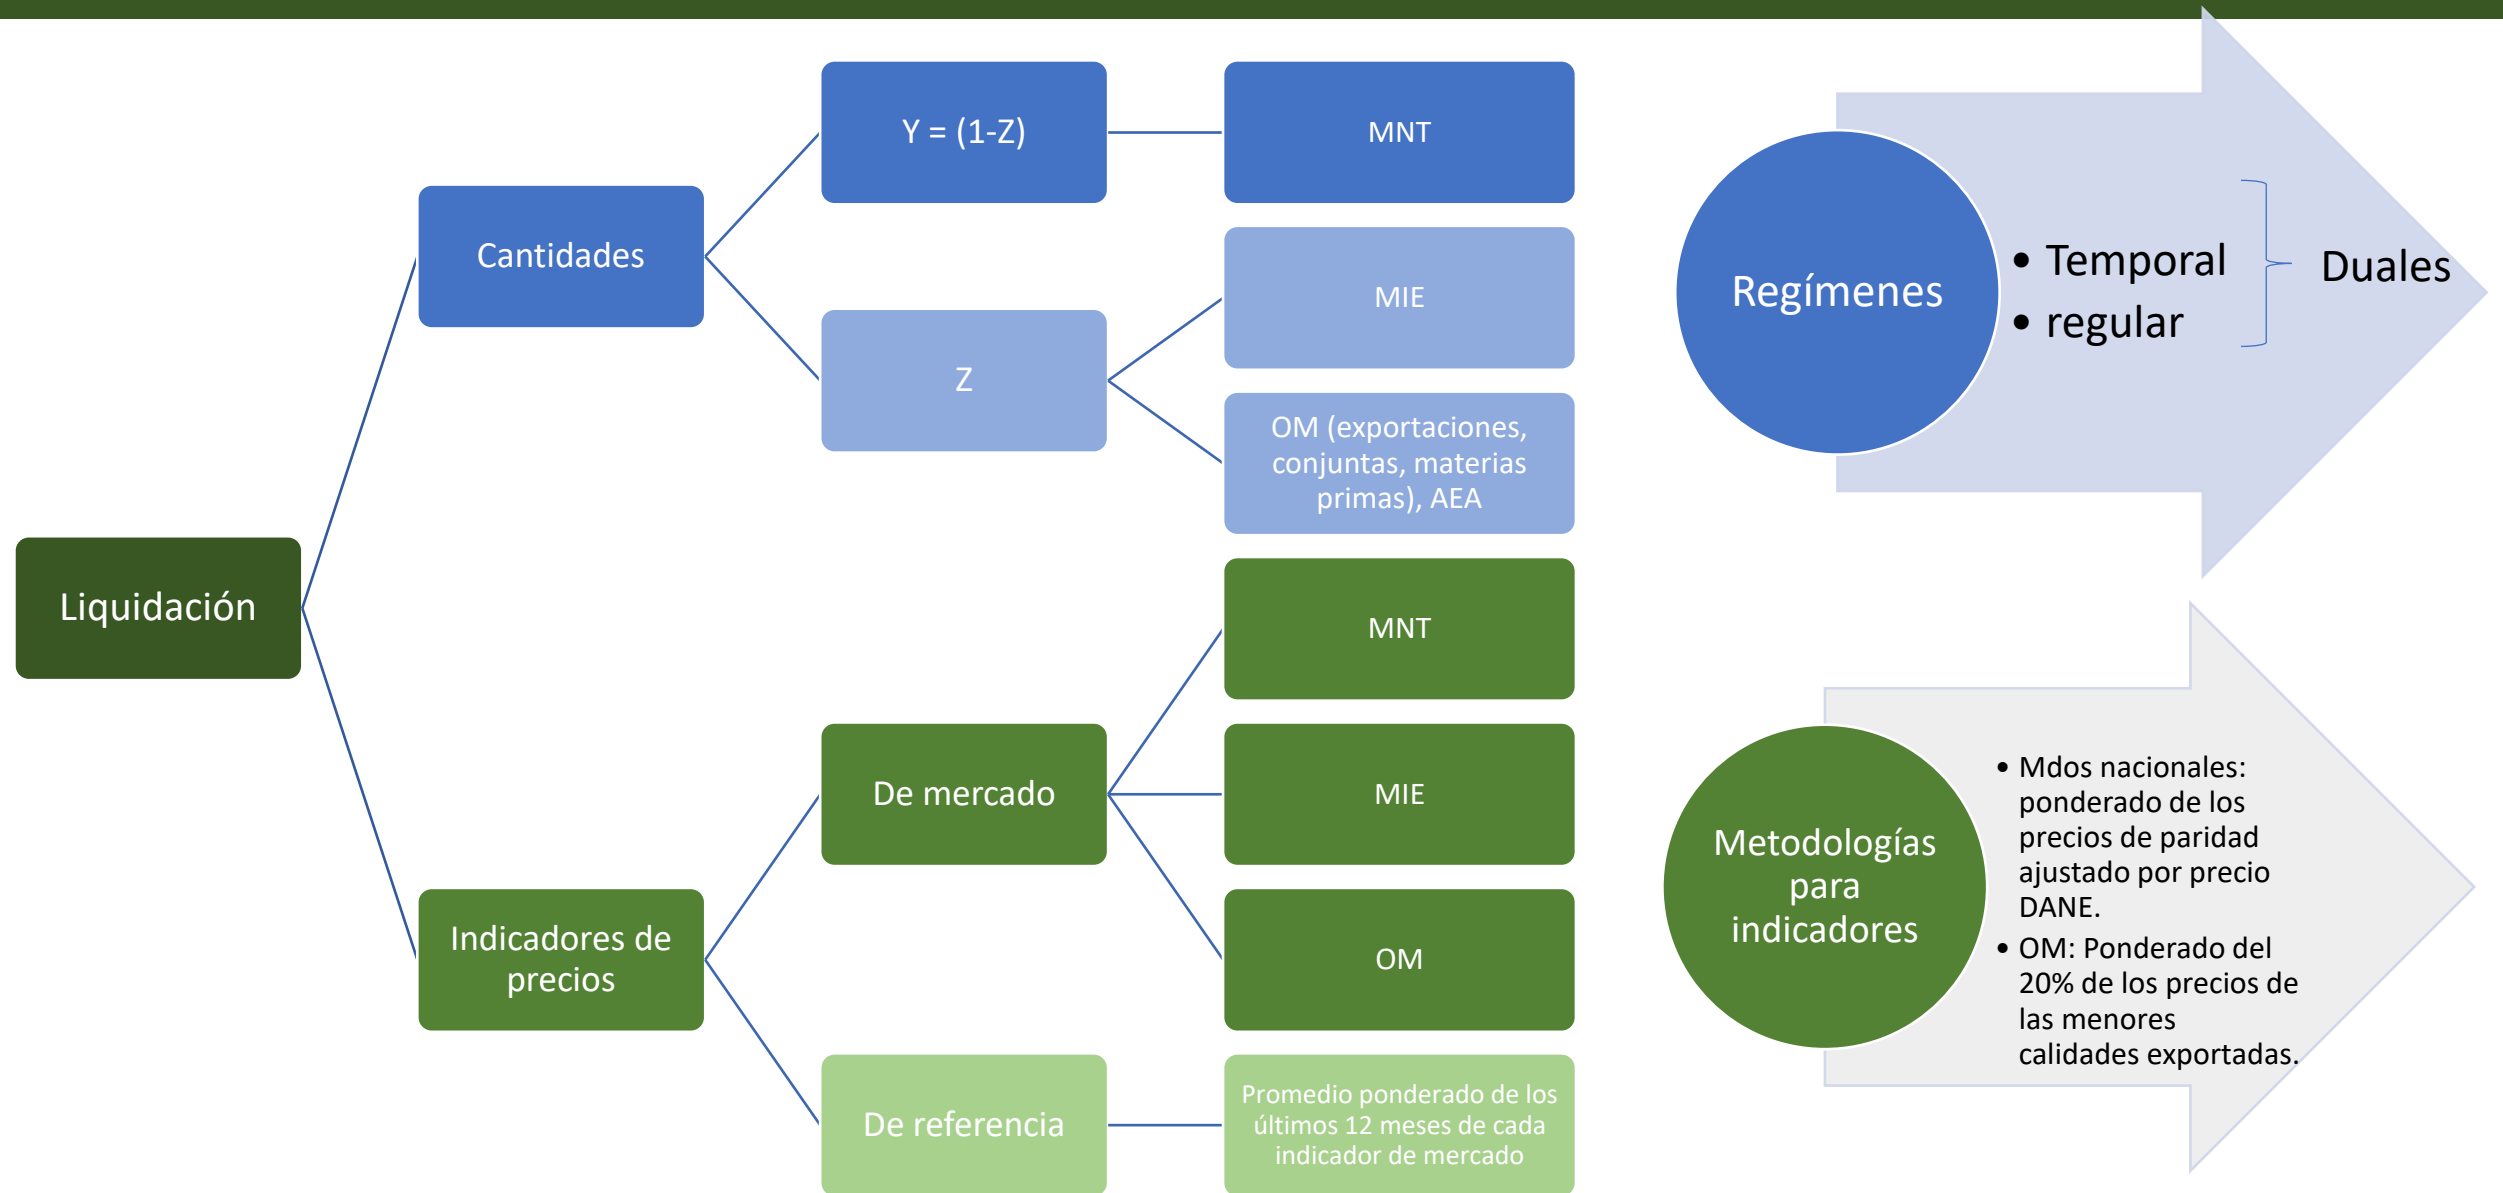 Liquidación
Cantidades
Y = (1-Z)
MNT
Z
MIE
OM (exportaciones,
conjuntas, materias
primas), AEA
Indicadores de
precios
De mercado
MNT
MIE
OM
De referencia
Promedio ponderado de los
últimos 12 meses de cada
indicador de mercado
Regímenes
• Temporal
• regular
Duales
Metodologías
para
indicadores
• Mdos nacionales:
ponderado de los
precios de paridad
ajustado por precio
DANE.
• OM: Ponderado del
20% de los precios de
las menores
calidades exportadas.